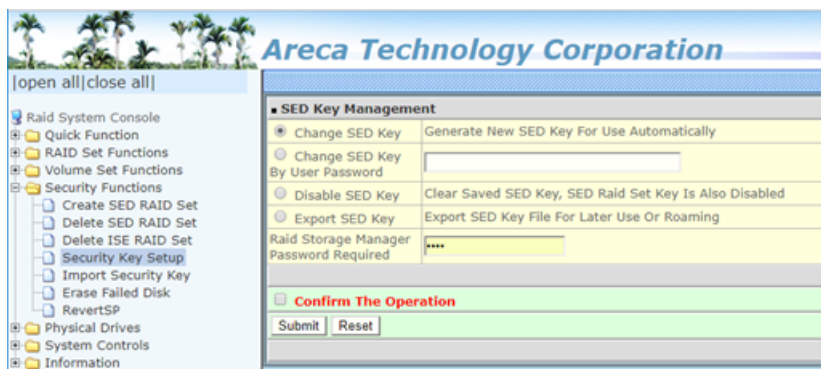 Areca Technology Corporation
|open all|close all|
Raid System Console
Quick Function
RAID Set Functions
Volume Set Functions
Security Functions
Create SED RAID Set
Delete SED RAID Set
Delete ISE RAID Set
Security Key Setup
Import Security Key
Erase Failed Disk
RevertSP
Physical Drives
System Controls
Information
SED Key Management
Change SED Key Generate New SED Key For Use Automatically
Change SED Key
By User Password
Disable SED Key Clear Saved SED Key, SED Raid Set Key Is Also Disabled
Export SED Key Export SED Key File For Later Use Or Roaming
Raid Storage Manager
Password Required ••••
Confirm The Operation
Submit Reset